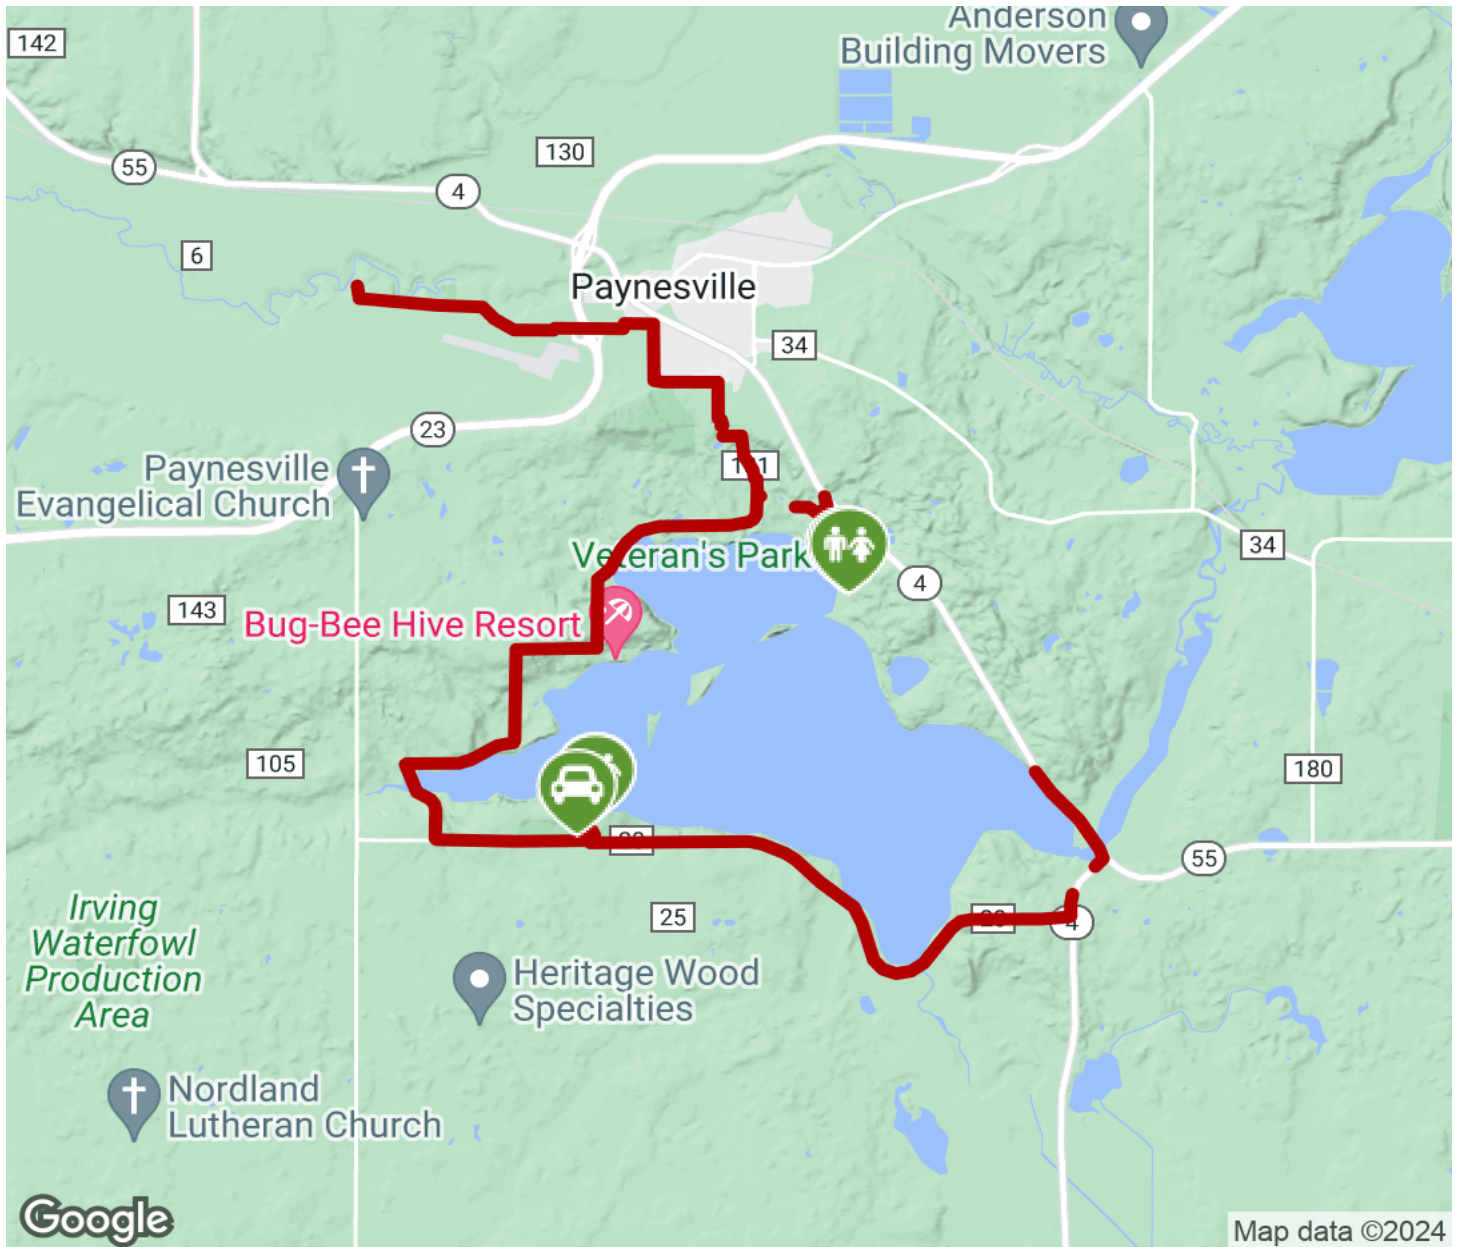 Anderson
Building Movers
142
130
55
4
6
Paynesville
34
23
Paynesville
Evangelical Church
34
Veteran's Park
4
143
Bug-Bee Hive Resort
105
180
55
Irving
Waterfowl
Production
Area
25
4
Heritage Wood
Specialties
Nordland
Lutheran Church
Google
Map data ©2024